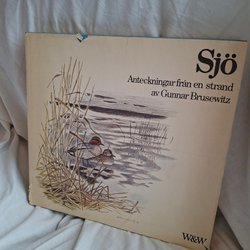 Sjö
Anteckningar från en strand
av Gunnar Brusewitz
W&W